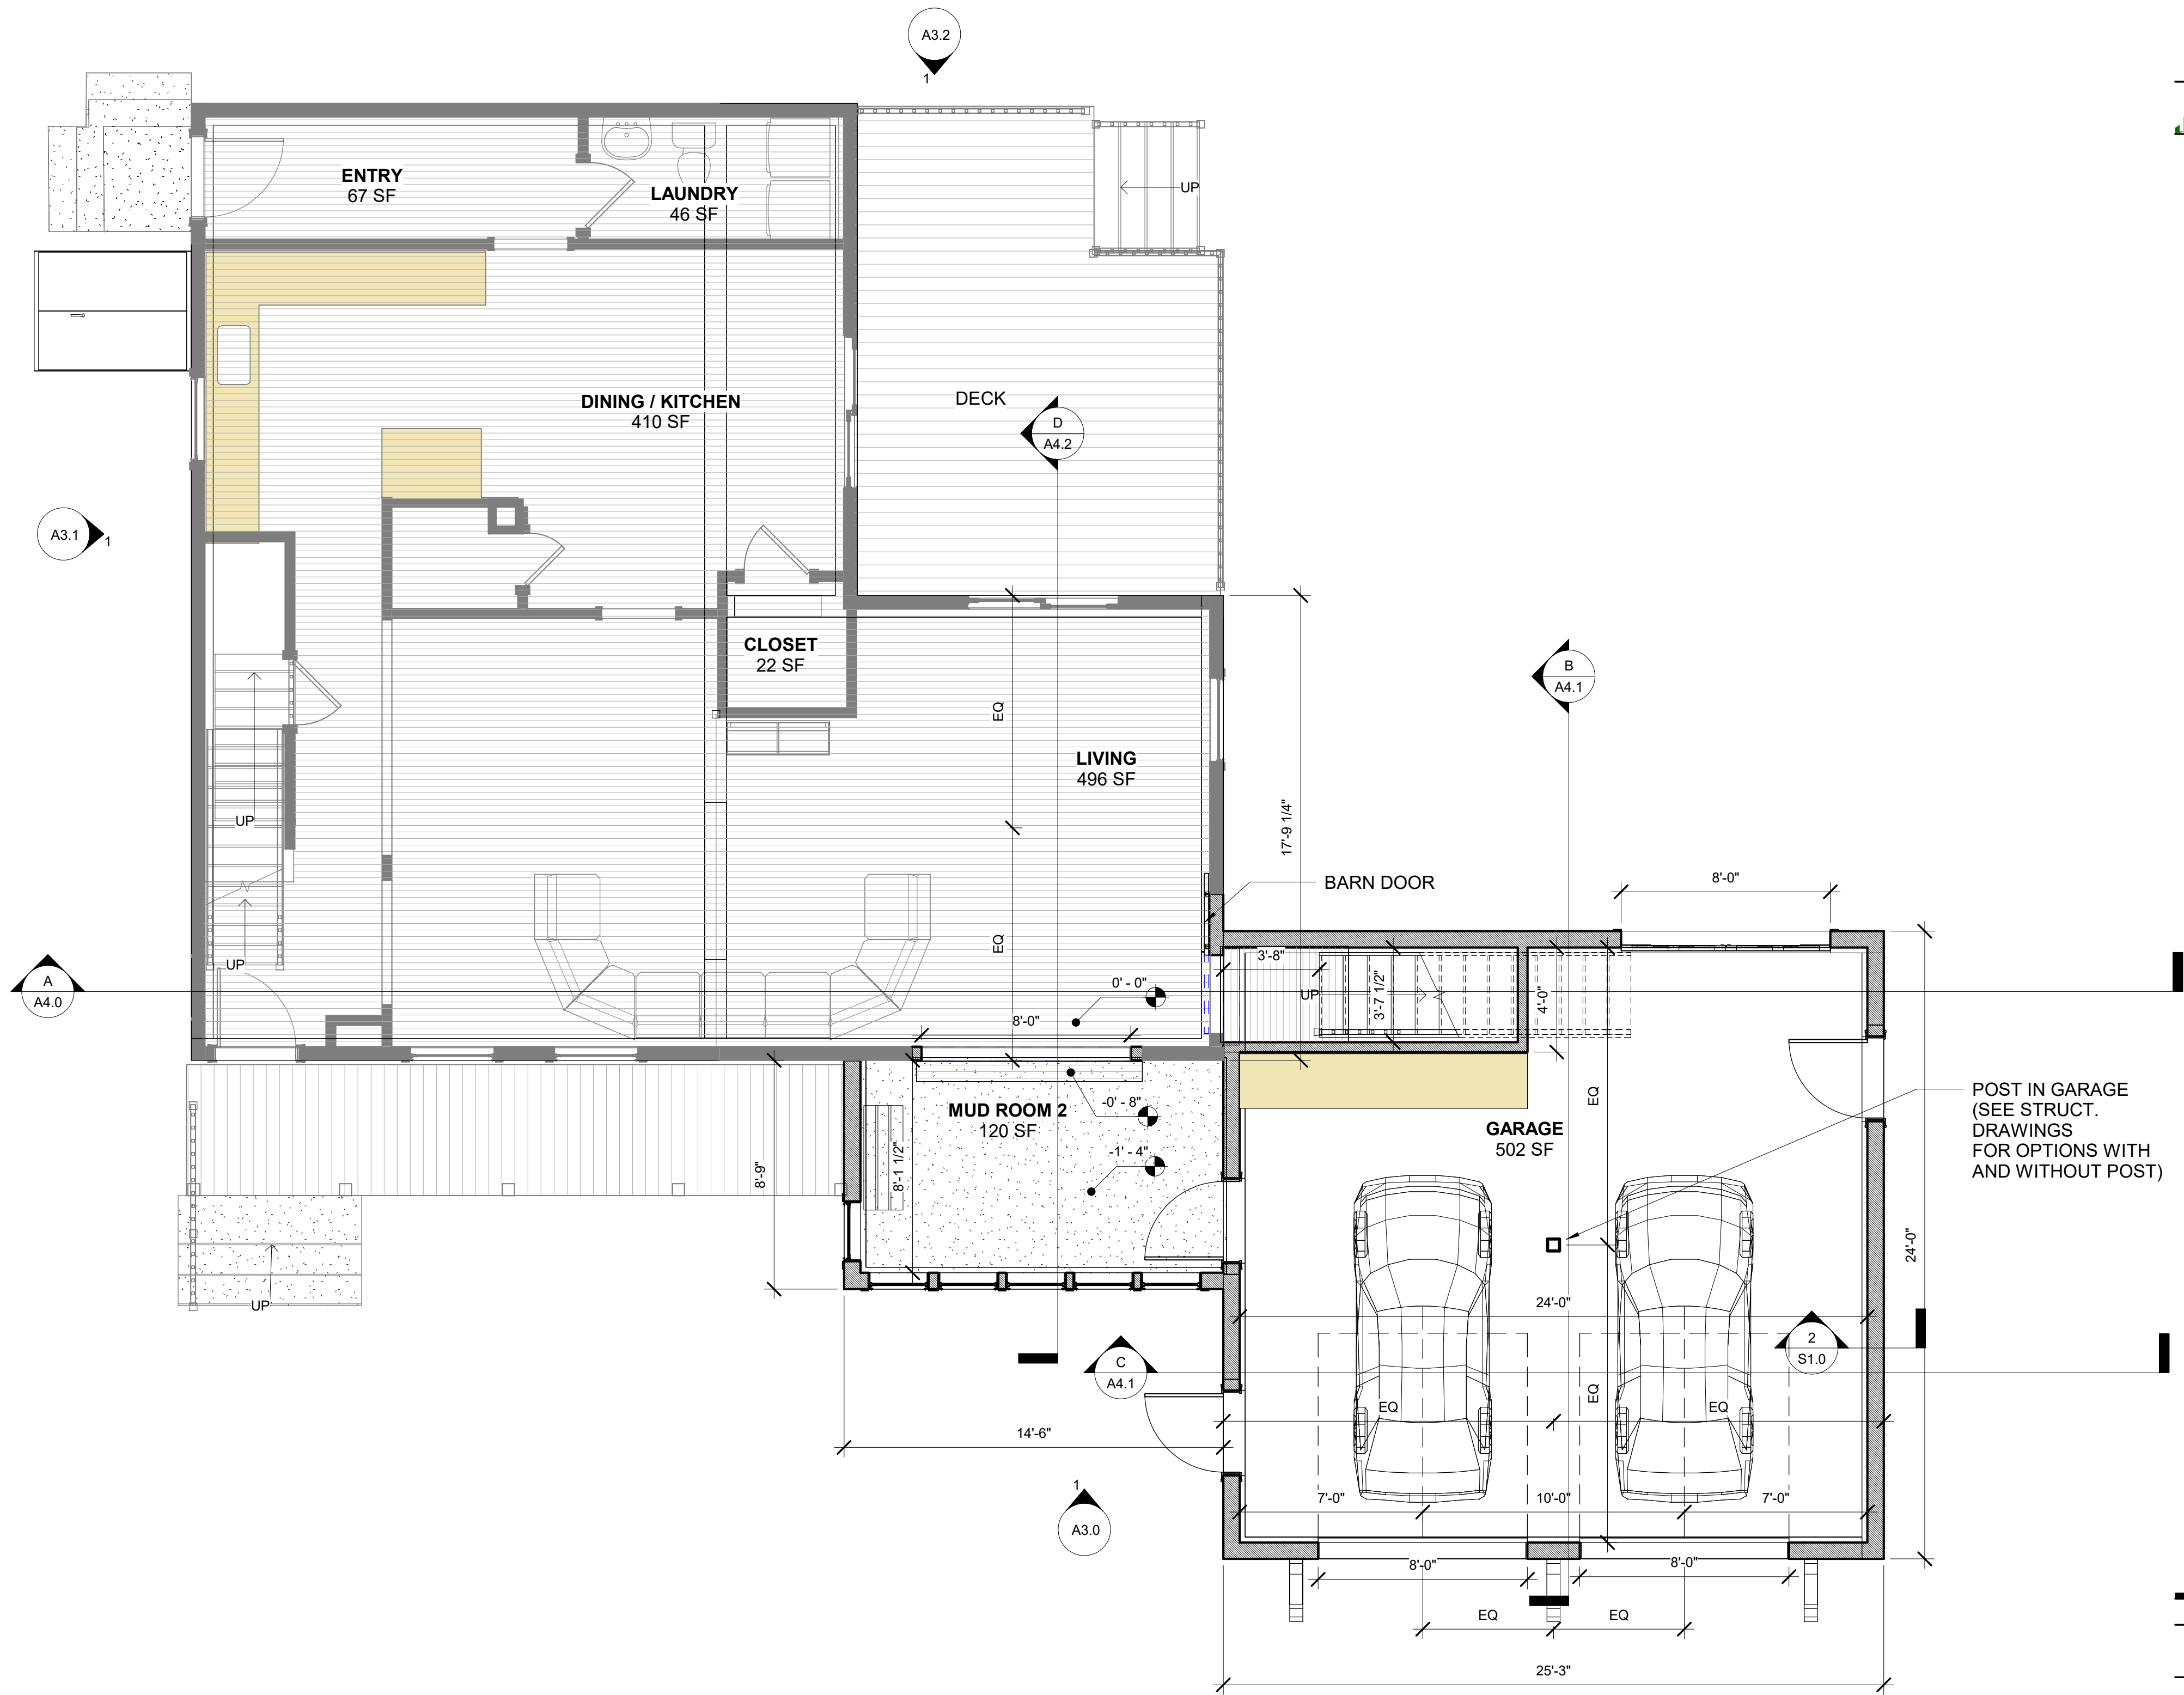 A3.2
1
ENTRY
67 SF
LAUNDRY
46 SF
UP
DINING / KITCHEN
410 SF
DECK
D
A4.2
A3.1
1
CLOSET
22 SF
EQ
B
A4.1
LIVING
496 SF
UP
17'-9 1/4"
BARN DOOR
8'-0"
EQ
UP
A
A4.0
0' - 0"
8'-0"
3'-8"
UP
3'-7 1/2"
4'-0"
MUD ROOM 2
120 SF
-0' - 8"
-1' - 4"
8'-9"
8'-1 1/2"
EQ
GARAGE
502 SF
POST IN GARAGE
(SEE STRUCT.
DRAWINGS
FOR OPTIONS WITH
AND WITHOUT POST)
24'-0"
UP
24'-0"
2
S1.0
C
A4.1
EQ
EQ
EQ
14'-6"
1
A3.0
7'-0"
10'-0"
7'-0"
8'-0"
8'-0"
EQ
EQ
25'-3"